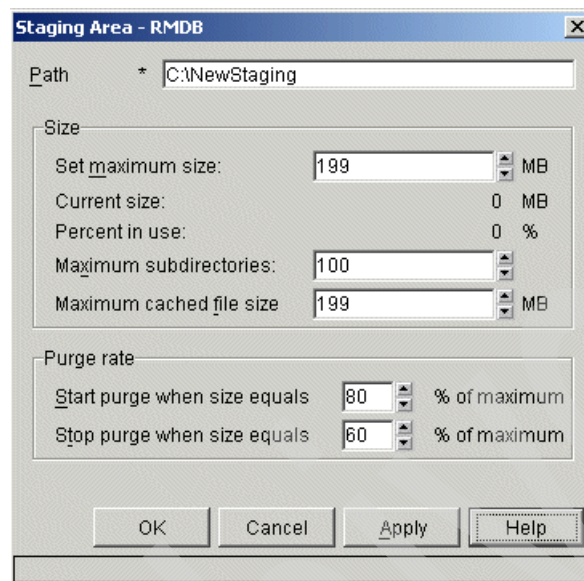 Staging Area - RMDB
Path * C:\NewStaging
Size
Set maximum size: 199 MB
Current size: 0 MB
Percent in use: 0 %
Maximum subdirectories: 100
Maximum cached file size 199 MB
Purge rate
Start purge when size equals 80 % of maximum
Stop purge when size equals 60 % of maximum
OK Cancel Apply Help